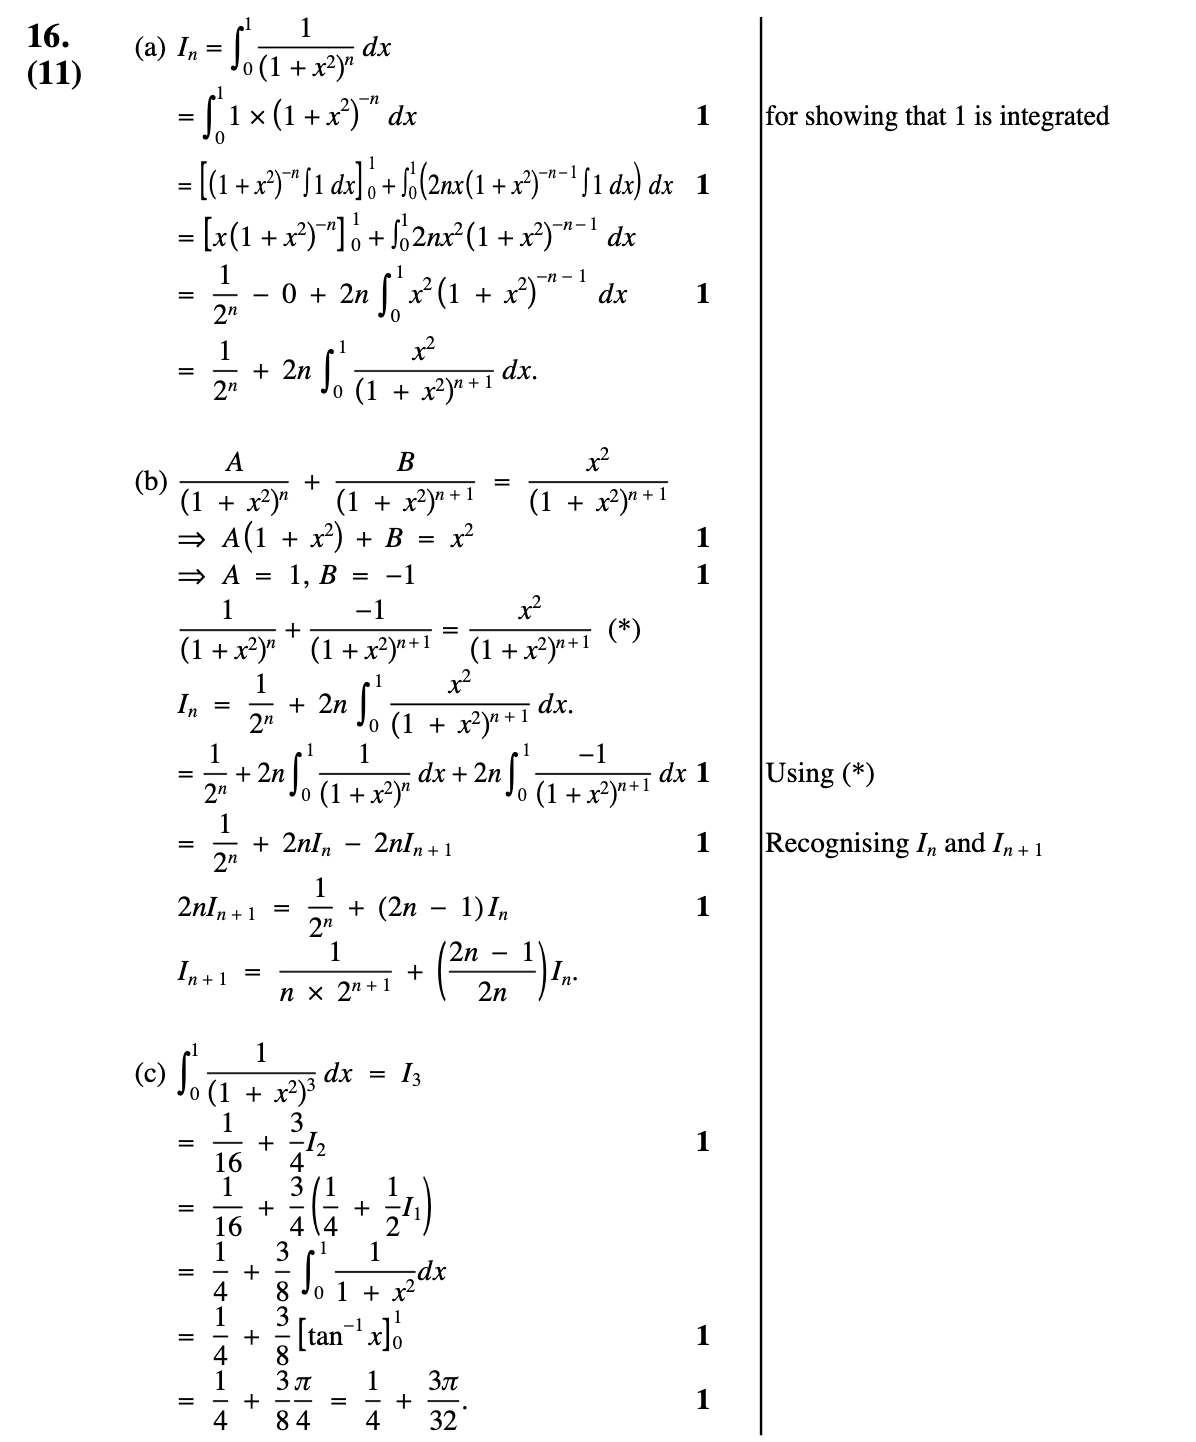 16. (a) $I_n = \int_0^1 \frac{1}{(1 + x^2)^n} \, dx$
(11)
$= \int_0^1 1 \times (1 + x^2)^{-n} \, dx$ 1 for showing that 1 is integrated
$= \left[(1 + x^2)^{-n} \int 1 \, dx\right]_0^1 + \int_0^1 \left(2nx(1 + x^2)^{-n-1} \int 1 \, dx\right) dx$ 1
$= \left[x(1 + x^2)^{-n}\right]_0^1 + \int_0^1 2nx^2(1 + x^2)^{-n-1} \, dx$
$= \frac{1}{2^n} - 0 + 2n \int_0^1 x^2 (1 + x^2)^{-n-1} \, dx$ 1
$= \frac{1}{2^n} + 2n \int_0^1 \frac{x^2}{(1 + x^2)^{n+1}} \, dx.$
(b) $\frac{A}{(1 + x^2)^n} + \frac{B}{(1 + x^2)^{n+1}} = \frac{x^2}{(1 + x^2)^{n+1}}$
$\Rightarrow A(1 + x^2) + B = x^2$ 1
$\Rightarrow A = 1, B = -1$ 1
$\frac{1}{(1 + x^2)^n} + \frac{-1}{(1 + x^2)^{n+1}} = \frac{x^2}{(1 + x^2)^{n+1}}$ (*)
$I_n = \frac{1}{2^n} + 2n \int_0^1 \frac{x^2}{(1 + x^2)^{n+1}} \, dx.$
$= \frac{1}{2^n} + 2n \int_0^1 \frac{1}{(1 + x^2)^n} \, dx + 2n \int_0^1 \frac{-1}{(1 + x^2)^{n+1}} \, dx$ 1 Using (*)
$= \frac{1}{2^n} + 2nI_n - 2nI_{n+1}$ 1 Recognising $I_n$ and $I_{n+1}$
$2nI_{n+1} = \frac{1}{2^n} + (2n - 1)I_n$ 1
$I_{n+1} = \frac{1}{n \times 2^{n+1}} + \left(\frac{2n - 1}{2n}\right) I_n.$
(c) $\int_0^1 \frac{1}{(1 + x^2)^3} \, dx = I_3$
$= \frac{1}{16} + \frac{3}{4} I_2$ 1
$= \frac{1}{16} + \frac{3}{4} \left(\frac{1}{4} + \frac{1}{2} I_1\right)$
$= \frac{1}{4} + \frac{3}{8} \int_0^1 \frac{1}{1 + x^2} dx$
$= \frac{1}{4} + \frac{3}{8} \left[\tan^{-1} x\right]_0^1$ 1
$= \frac{1}{4} + \frac{3}{8} \frac{\pi}{4} = \frac{1}{4} + \frac{3\pi}{32}.$ 1